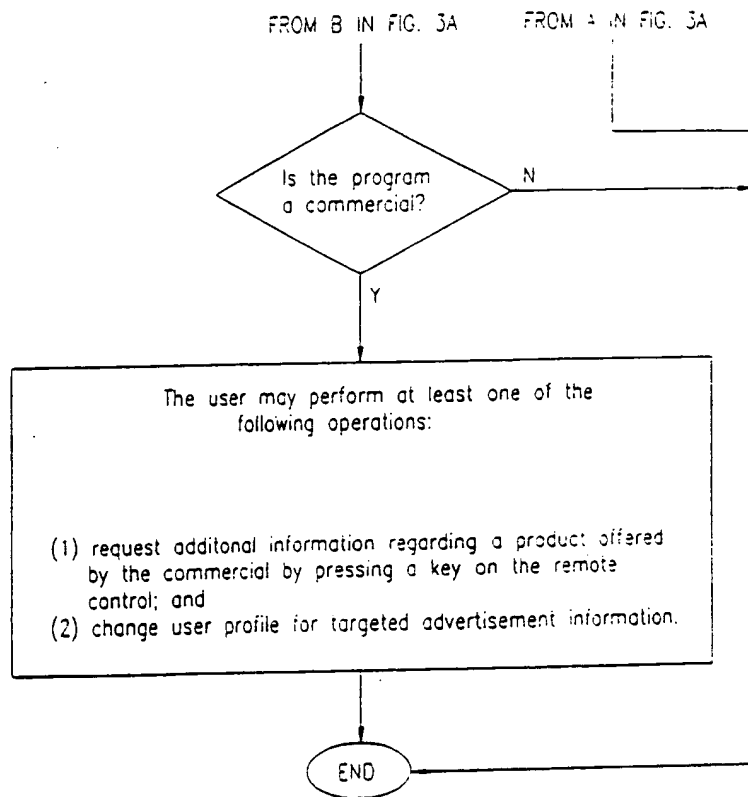 FROM B IN FIG. 3A
FROM A IN FIG. 3A
Is the program
a commercial?
N
Y
The user may perform at least one of the
following operations:
(1) request additonal information regarding a product offered
by the commercial by pressing a key on the remote
control; and
(2) change user profile for targeted advertisement information.
END